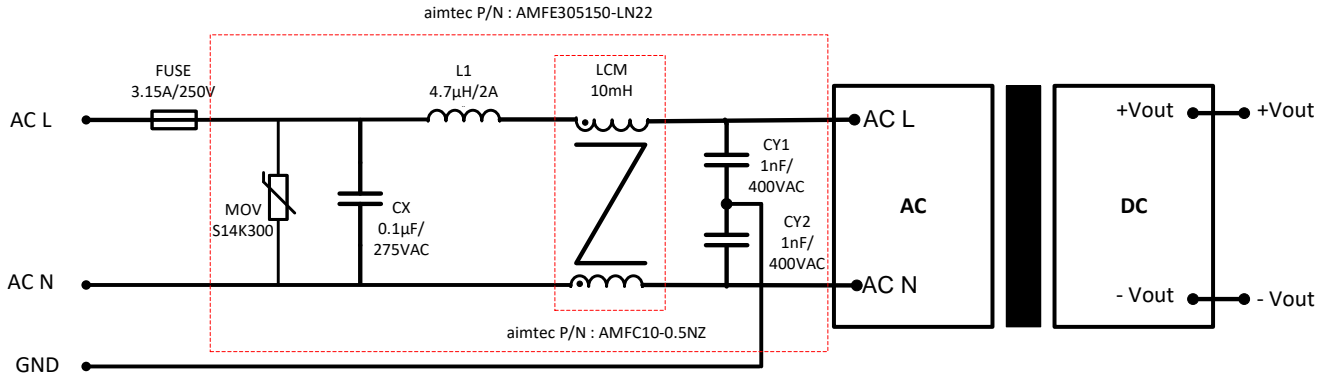 aimtec P/N : AMFE305150-LN22
FUSE
3.15A/250V
L1
4.7µH/2A
LCM
10mH
AC L
AC L
+Vout
+Vout
CY1
1nF/
400VAC
MOV
S14K300
CX
0.1µF/
275VAC
AC
DC
CY2
1nF/
400VAC
AC N
AC N
- Vout
- Vout
aimtec P/N : AMFC10-0.5NZ
GND